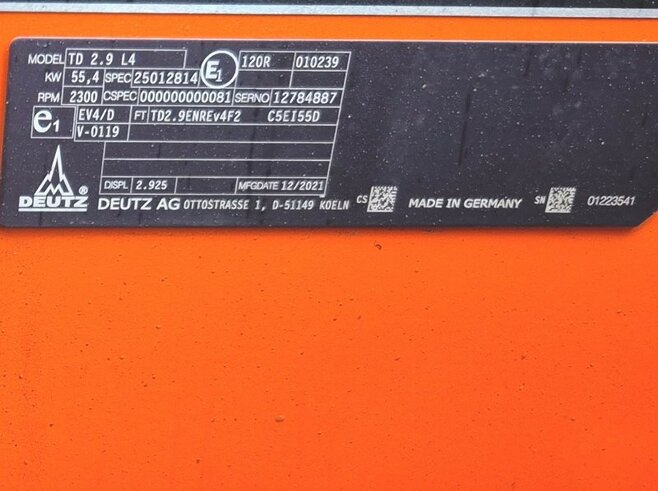 MODEL TD 2.9 L4 E1 120R 010239
KW 55,4 SPEC 25012814
RPM 2300 CSPEC 000000000081 SERNO 12784887
e1 EV4/D FT TD2.9ENREv4F2 C5EI55D
V-0119
DISPL 2.925 MFGDATE 12/2021
DEUTZ® DEUTZ AG OTTOSTRASSE 1, D-51149 KOELN CS MADE IN GERMANY SN 01223541